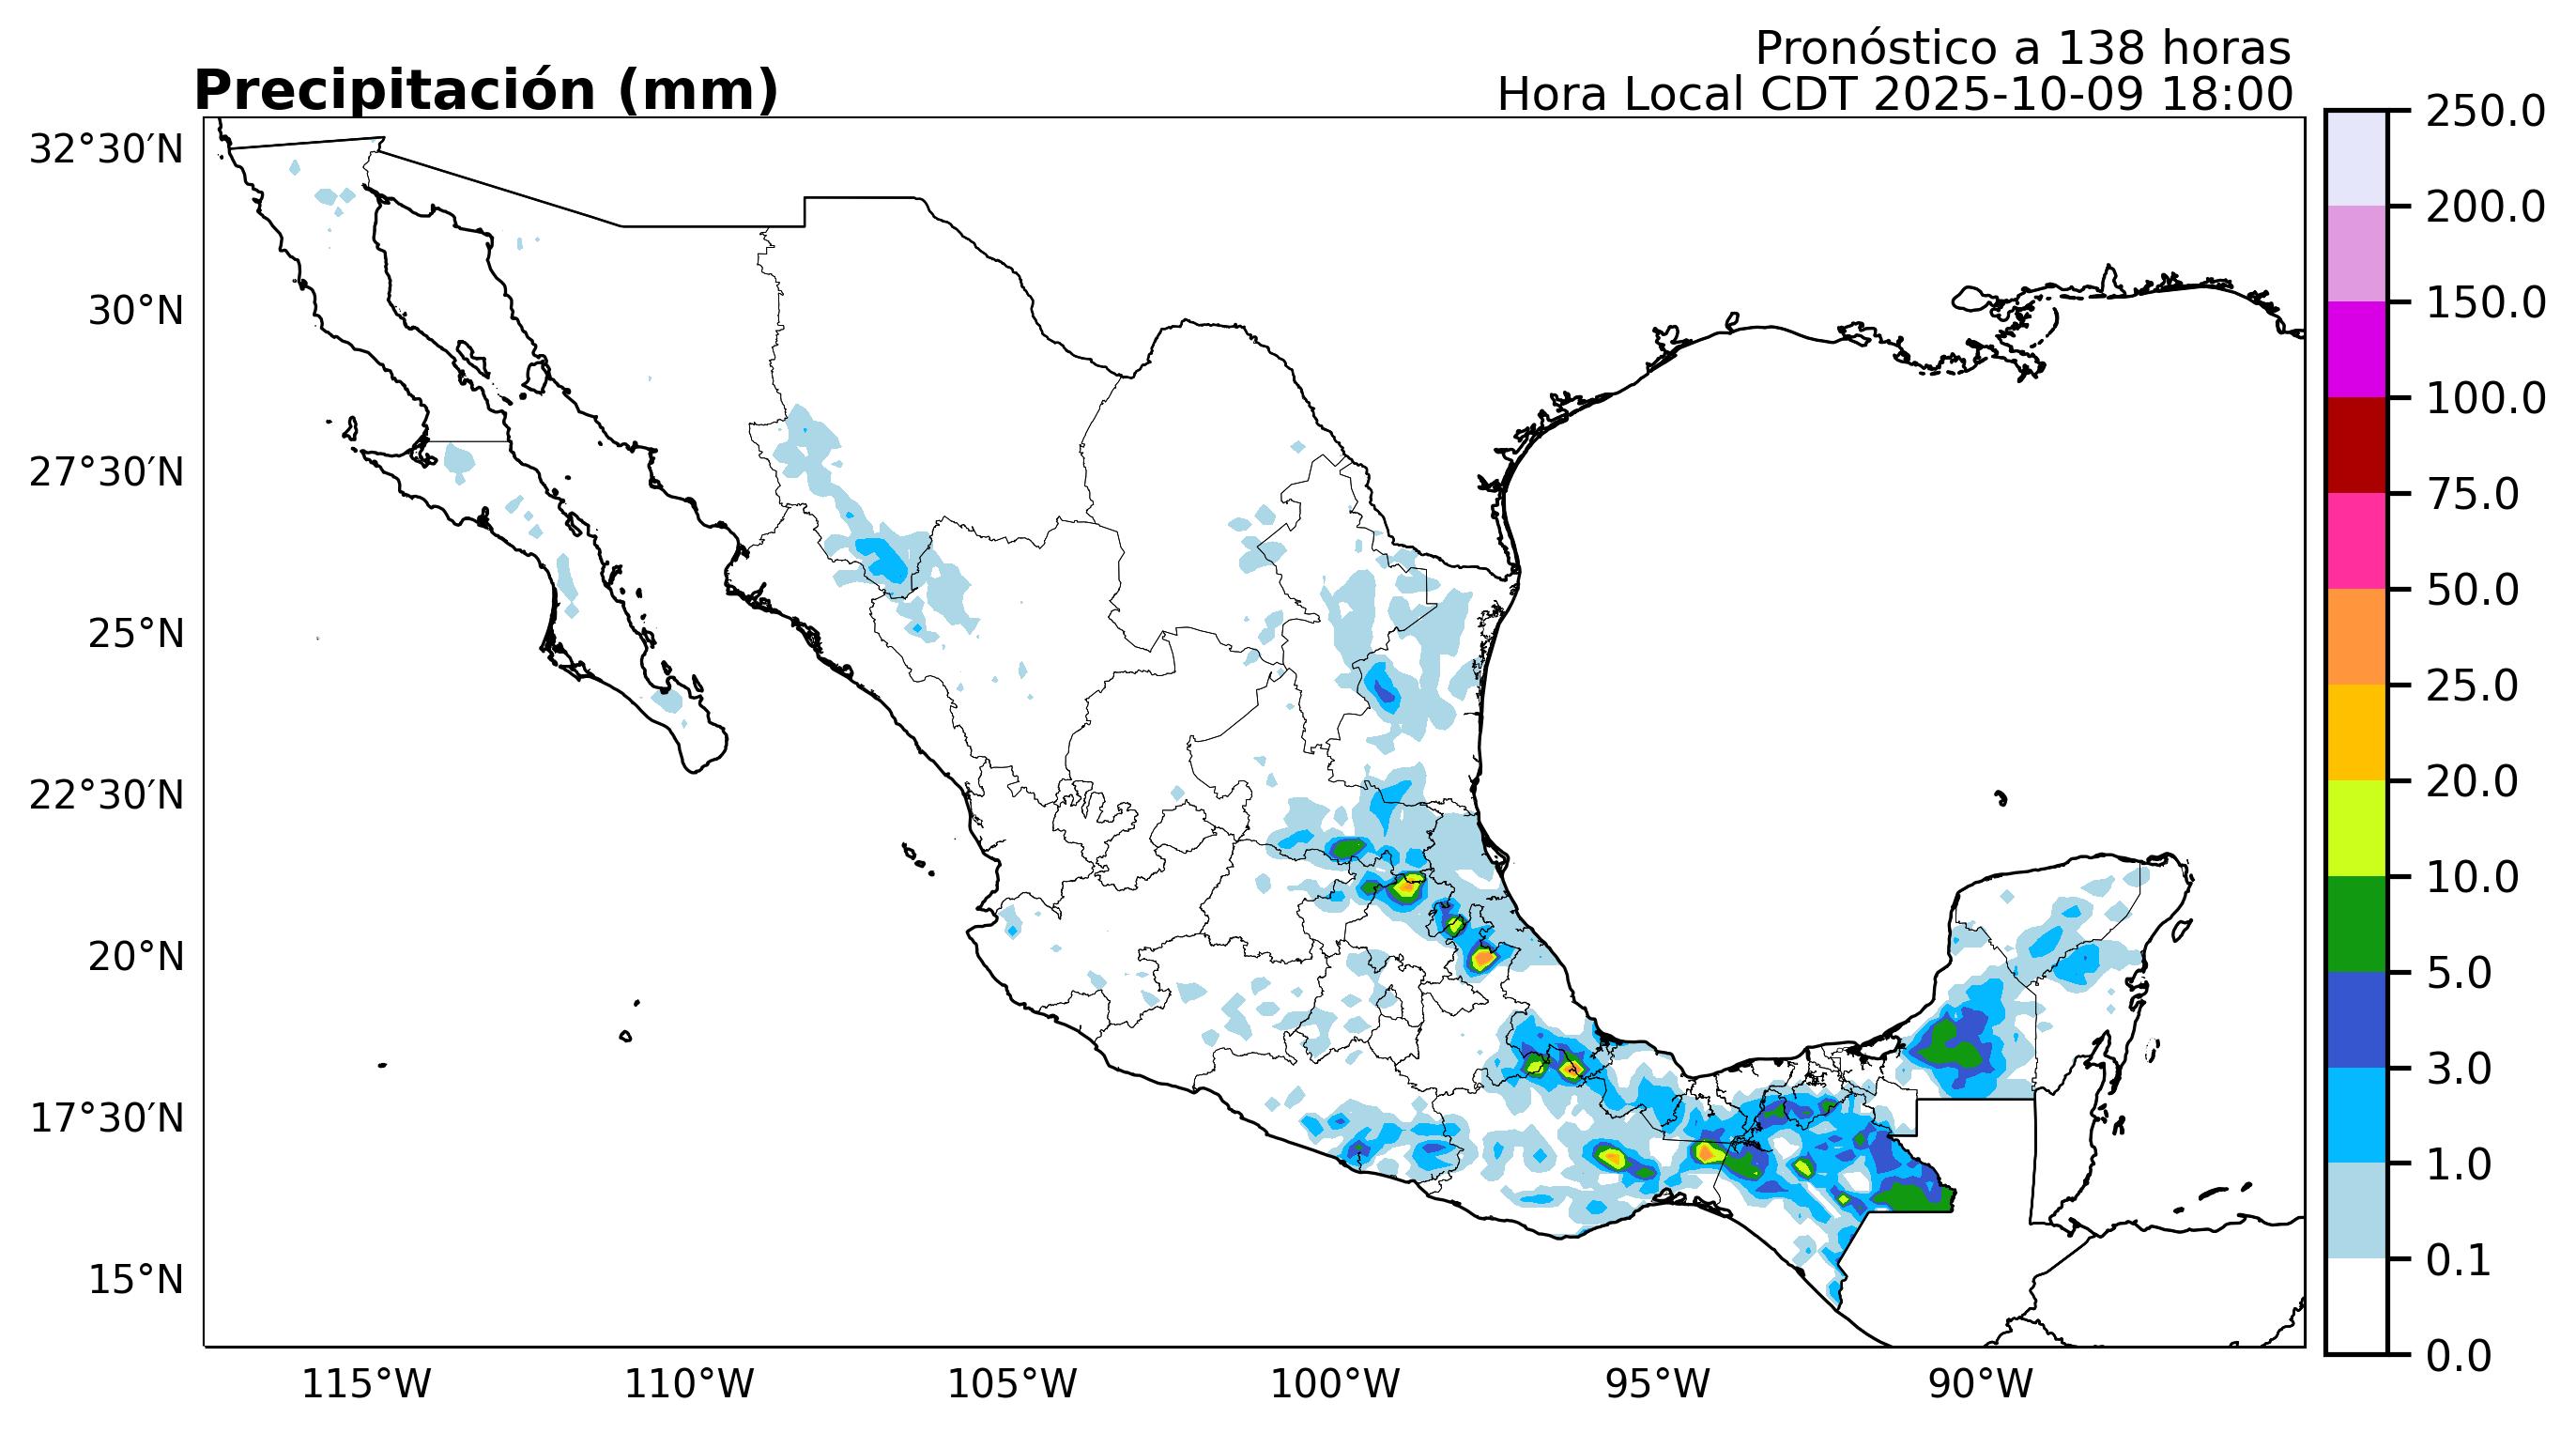 Pronóstico a 138 horas
Precipitación (mm)
Hora Local CDT 2025-10-09 18:00
32°30′N
30°N
27°30′N
25°N
22°30′N
20°N
17°30′N
15°N
115°W
110°W
105°W
100°W
95°W
90°W
250.0
200.0
150.0
100.0
75.0
50.0
25.0
20.0
10.0
5.0
3.0
1.0
0.1
0.0